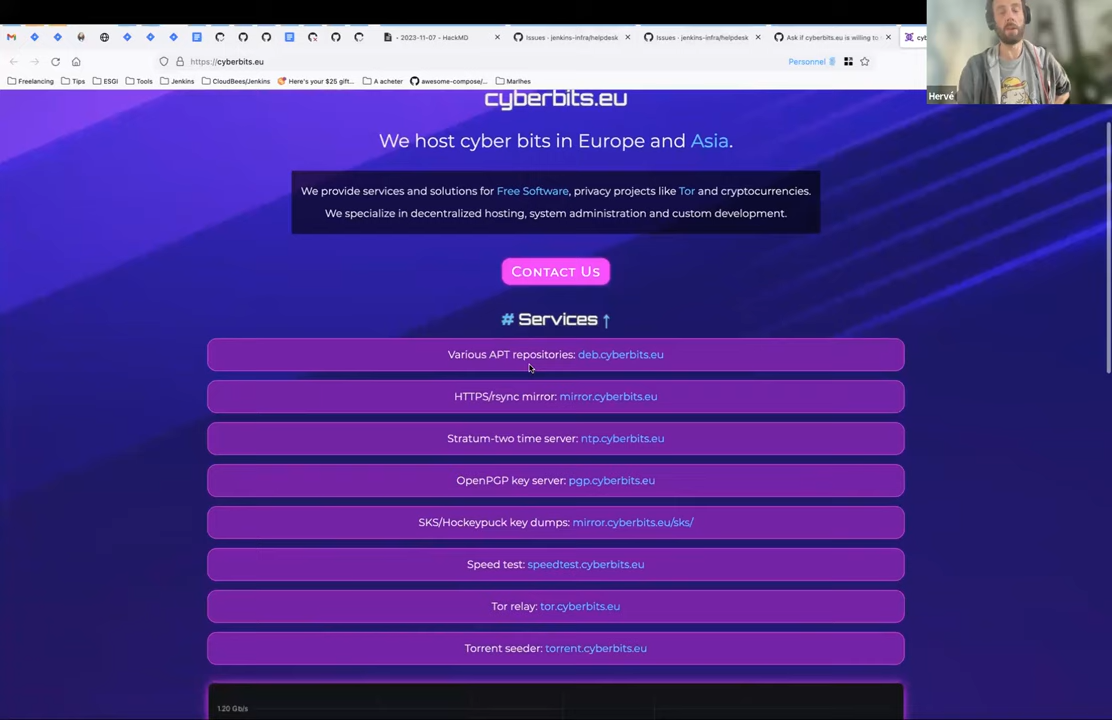 - 2023-11-07 - HackMD
Issues · jenkins-infra/helpdesk
Issues · jenkins-infra/helpdesk
Ask if cyberbits.eu is willing to
cyb
https://cyberbits.eu
Personnel
Freelancing
Tips
ESGI
Tools
Jenkins
CloudBees/Jenkins
Here's your $25 gift...
A acheter
awesome-compose/...
Marlhes
Hervé
cyberbits.eu
We host cyber bits in Europe and Asia.
We provide services and solutions for Free Software, privacy projects like Tor and cryptocurrencies.
We specialize in decentralized hosting, system administration and custom development.
Contact Us
# Services ↑
Various APT repositories: deb.cyberbits.eu
HTTPS/rsync mirror: mirror.cyberbits.eu
Stratum-two time server: ntp.cyberbits.eu
OpenPGP key server: pgp.cyberbits.eu
SKS/Hockeypuck key dumps: mirror.cyberbits.eu/sks/
Speed test: speedtest.cyberbits.eu
Tor relay: tor.cyberbits.eu
Torrent seeder: torrent.cyberbits.eu
1.20 Gb/s